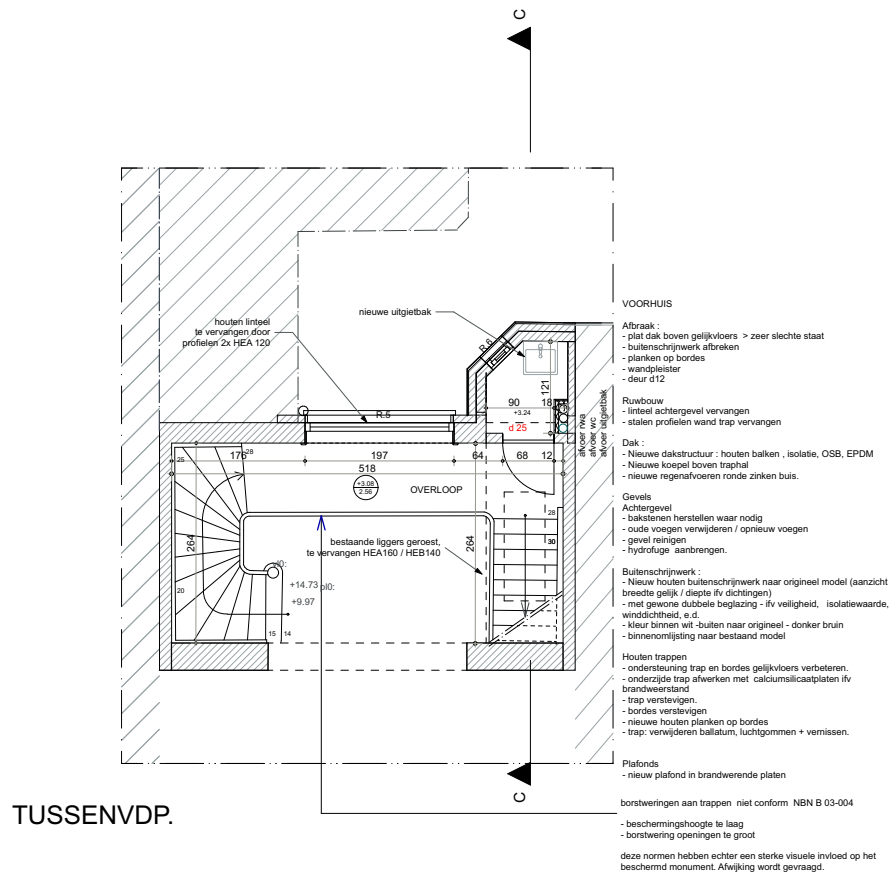 C
houten linteel
te vervangen door
profielen 2x HEA 120
nieuwe uitgietbak
R.6
R.5
121
90
18
+3.24
d 25
afvoer rwa
afvoer wc
afvoer uitgietbak
25
176
28
197
64
68
12
518
+3.08
2.56
OVERLOOP
28
30
264
264
bestaande liggers geroest,
te vervangen HEA160 / HEB140
pl0:
+14.73
pl0:
+9.97
20
15
14
C
TUSSENVDP.
VOORHUIS
Afbraak :
- plat dak boven gelijkvloers > zeer slechte staat
- buitenschrijnwerk afbreken
- planken op bordes
- wandpleister
- deur d12
Ruwbouw
- linteel achtergevel vervangen
- stalen profielen wand trap vervangen
Dak :
- Nieuwe dakstructuur : houten balken , isolatie, OSB, EPDM
- Nieuwe koepel boven traphal
- nieuwe regenafvoeren ronde zinken buis.
Gevels
Achtergevel
- bakstenen herstellen waar nodig
- oude voegen verwijderen / opnieuw voegen
- gevel reinigen
- hydrofuge aanbrengen.
Buitenschrijnwerk :
- Nieuw houten buitenschrijnwerk naar origineel model (aanzicht
breedte gelijk / diepte ifv dichtingen)
- met gewone dubbele beglazing - ifv veiligheid, isolatiewaarde,
winddichtheid, e.d.
- kleur binnen wit -buiten naar origineel - donker bruin
- binnenomlijsting naar bestaand model
Houten trappen
- ondersteuning trap en bordes gelijkvloers verbeteren.
- onderzijde trap afwerken met calciumsilicaatplaten ifv
brandweerstand
- trap verstevigen.
- bordes verstevigen
- nieuwe houten planken op bordes
- trap: verwijderen ballatum, luchtgommen + vernissen.
Plafonds
- nieuw plafond in brandwerende platen
borstweringen aan trappen niet conform NBN B 03-004
- beschermingshoogte te laag
- borstwering openingen te groot
deze normen hebben echter een sterke visuele invloed op het
beschermd monument. Afwijking wordt gevraagd.